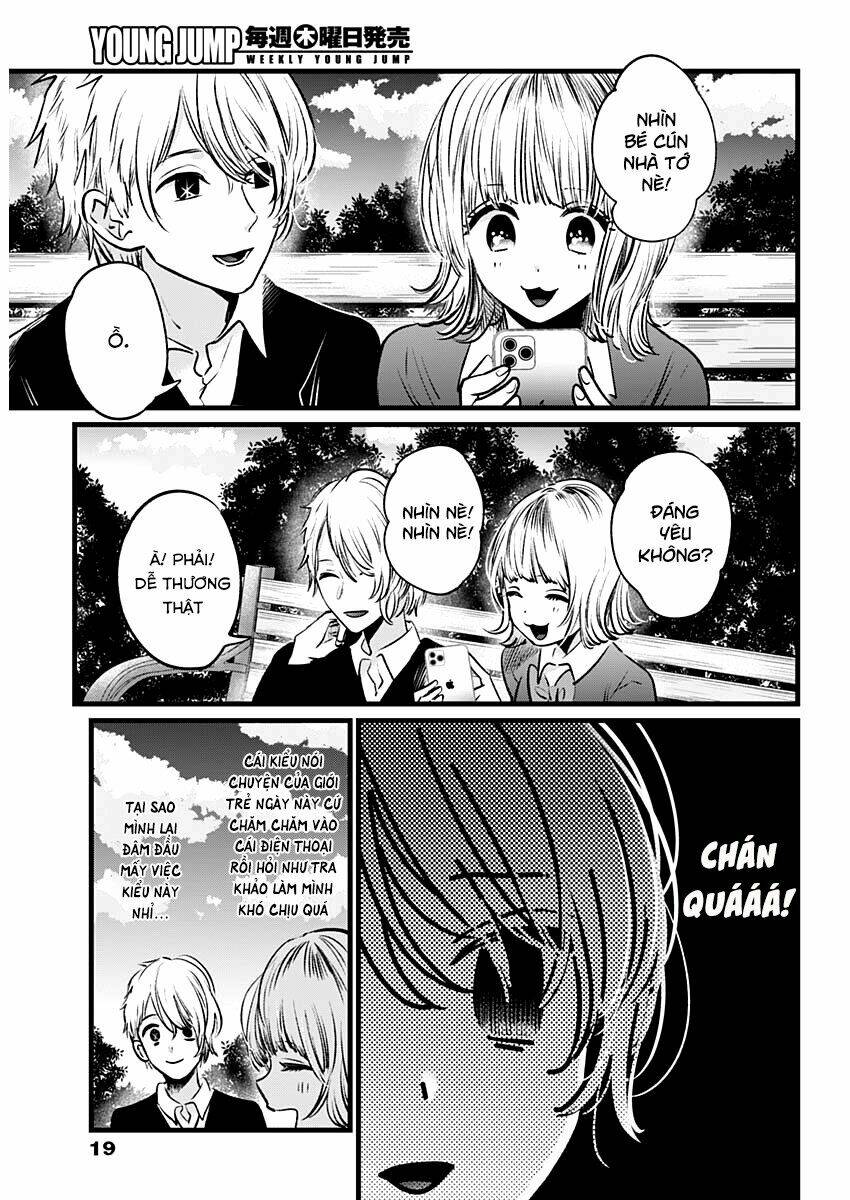 YOUNG JUMP 毎週木曜日発売
WEEKLY YOUNG JUMP
NHÌN
BÉ CÚN
NHÀ TỚ
NÈ!
Ồ.
ĐÁNG
YÊU
KHÔNG?
NHÌN NÈ!
NHÌN NÈ!
À! PHẢI!
DỄ THƯƠNG
THẬT
CHÁN
QUÁÁÁ!
CÁI KIỂU NÓI
CHUYỆN CỦA GIỚI
TRẺ NGÀY NÀY CỨ
CHĂM CHĂM VÀO
CÁI ĐIỆN THOẠI
RỒI HỎI NHƯ TRA
KHẢO LÀM MÌNH
KHÓ CHỊU QUÁ
TẠI SAO
MÌNH LẠI
ĐÂM ĐẦU
MẤY VIỆC
KIỂU NÀY
NHỈ...
19